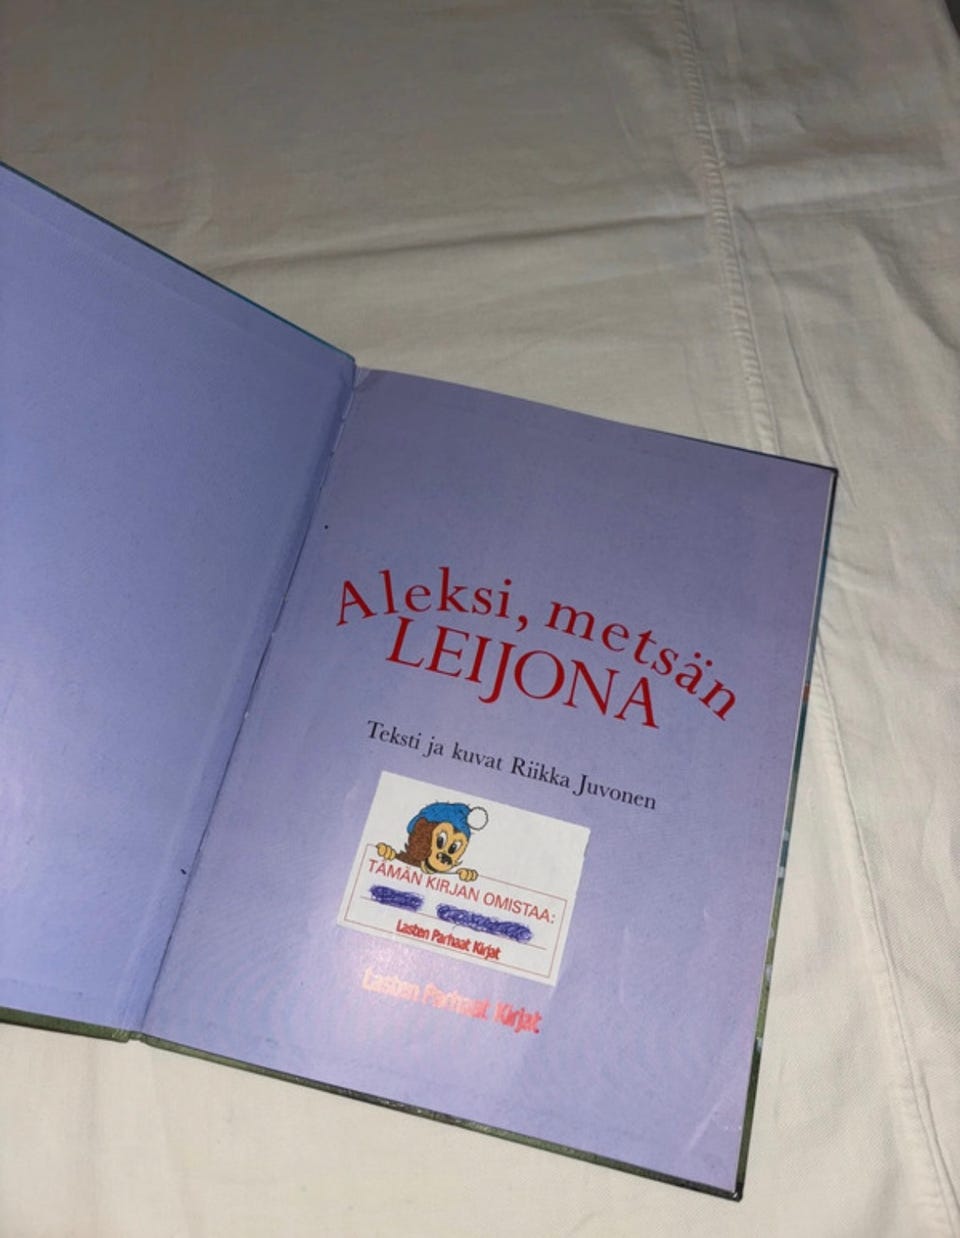 Aleksi, metsän
LEIJONA
Teksti ja kuvat Riikka Juvonen
TÄMÄN KIRJAN OMISTAA:
Lasten Parhaat Kirjat
Lasten Parhaat Kirjat